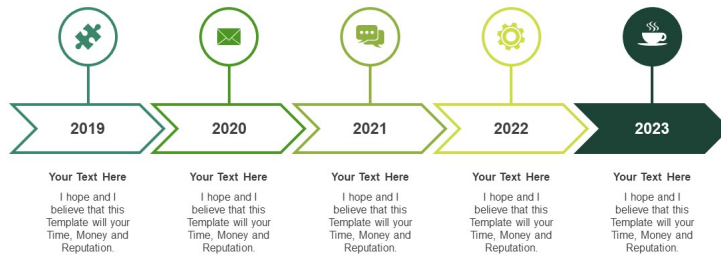 2019
2020
2021
2022
2023
Your Text Here
I hope and I
believe that this
Template will your
Time, Money and
Reputation.
Your Text Here
I hope and I
believe that this
Template will your
Time, Money and
Reputation.
Your Text Here
I hope and I
believe that this
Template will your
Time, Money and
Reputation.
Your Text Here
I hope and I
believe that this
Template will your
Time, Money and
Reputation.
Your Text Here
I hope and I
believe that this
Template will your
Time, Money and
Reputation.